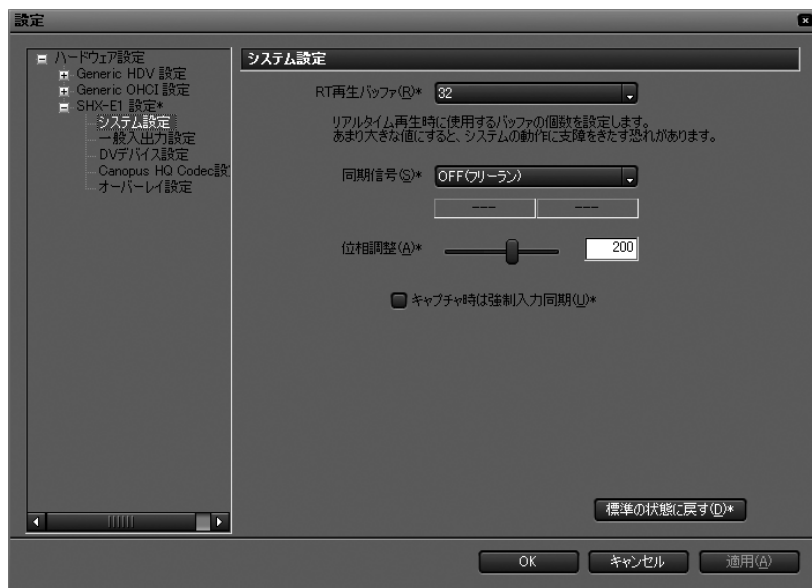 設定
ハードウェア設定
Generic HDV 設定
Generic OHCI 設定
SHX-E1 設定*
システム設定
一般入出力設定
DVデバイス設定
Canopus HQ Codec設
オーバーレイ設定
システム設定
RT再生バッファ(R)* 32
リアルタイム再生時に使用するバッファの個数を設定します。
あまり大きな値にすると、システムの動作に支障をきたす恐れがあります。
同期信号(S)* OFF(フリーラン)
--- ---
位相調整(A)* 200
キャプチャ時は強制入力同期(U)*
標準の状態に戻す(D)*
OK キャンセル 適用(A)